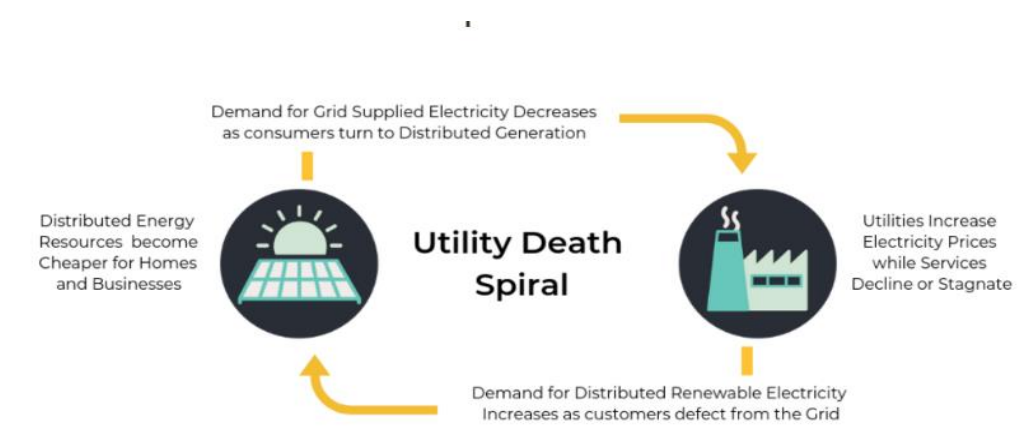 Demand for Grid Supplied Electricity Decreases
as consumers turn to Distributed Generation
Distributed Energy
Resources become
Cheaper for Homes
and Businesses
Utility Death
Spiral
Utilities Increase
Electricity Prices
while Services
Decline or Stagnate
Demand for Distributed Renewable Electricity
Increases as customers defect from the Grid